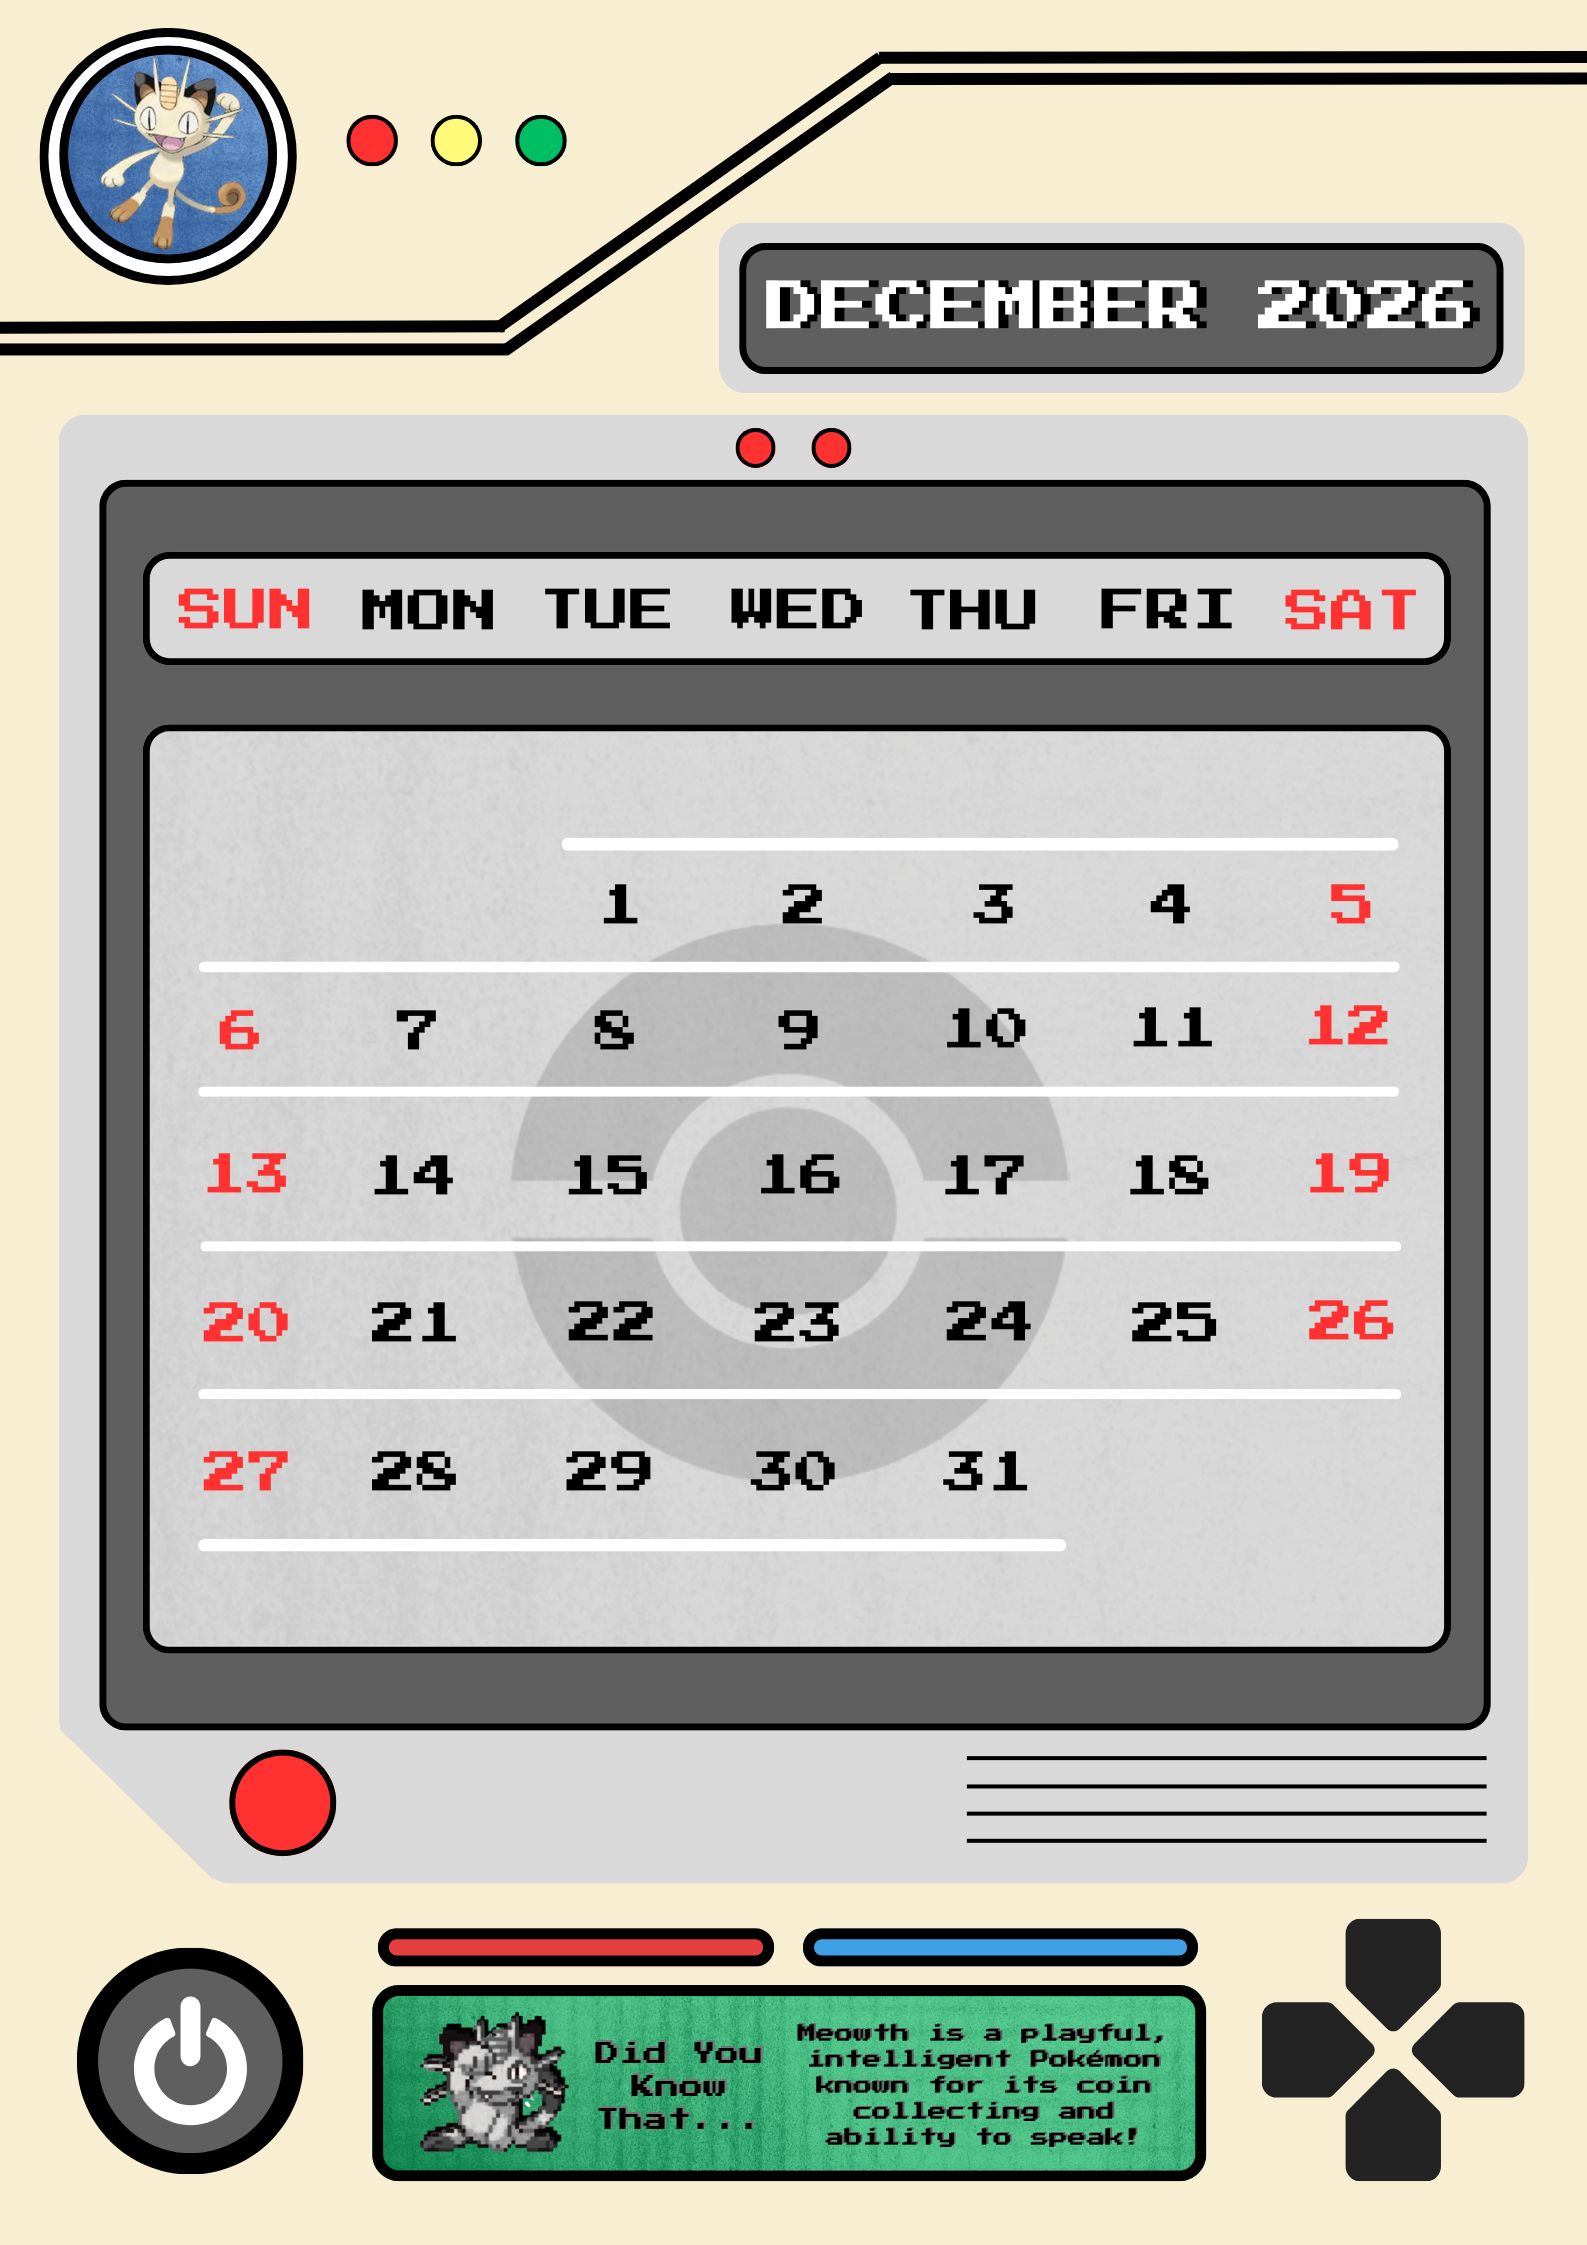 DECEMBER 2026
SUN MON TUE WED THU FRI SAT
1 2 3 4 5
6 7 8 9 10 11 12
13 14 15 16 17 18 19
20 21 22 23 24 25 26
27 28 29 30 31
Did You
Know
That...
Meowth is a playful,
intelligent Pokémon
known for its coin
collecting and
ability to speak!